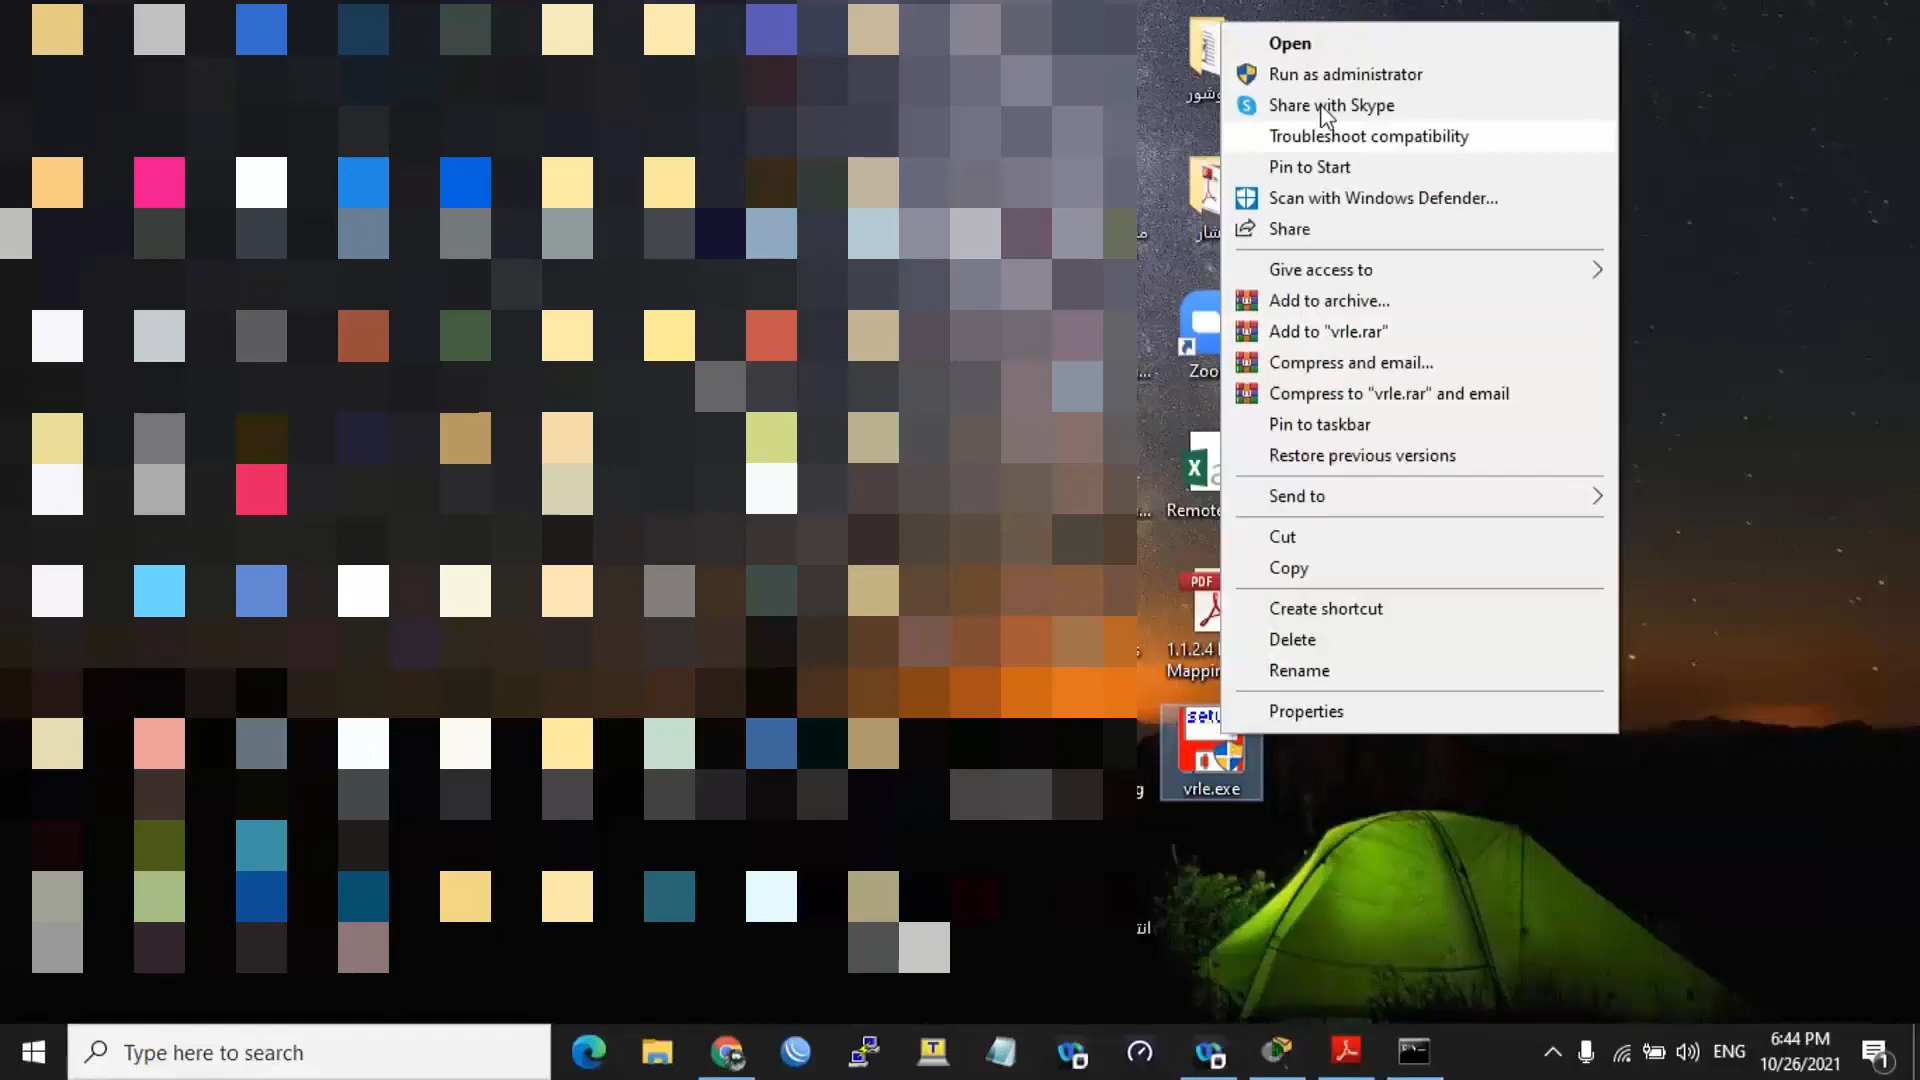 Open
Run as administrator
Share with Skype
Troubleshoot compatibility
Pin to Start
Scan with Windows Defender...
Share
Give access to
Add to archive...
Add to "vrle.rar"
Compress and email...
Compress to "vrle.rar" and email
Pin to taskbar
Restore previous versions
Send to
Cut
Copy
Create shortcut
Delete
Rename
Properties
Zoo
Remote
PDF
1.1.2.4
Mappin
setu
vrle.exe
Type here to search
ENG
6:44 PM
10/26/2021
1